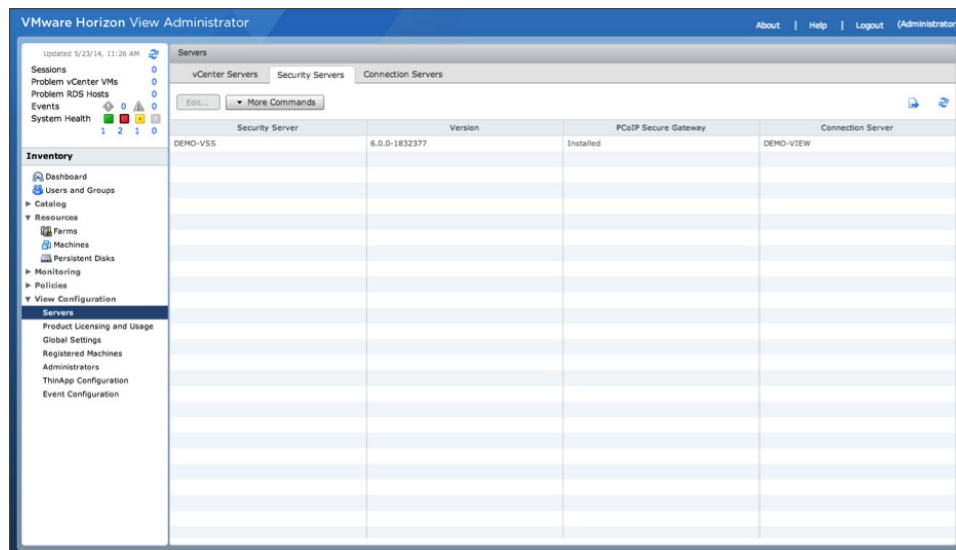 VMware Horizon View Administrator
About | Help | Logout (Administrator
Updated 5/23/14, 11:26 AM
Sessions 0
Problem vCenter VMs 0
Problem RDS Hosts 0
Events 0 0
System Health
1 2 1 0
Inventory
Dashboard
Users and Groups
Catalog
Resources
Farms
Machines
Persistent Disks
Monitoring
Policies
View Configuration
Servers
Product Licensing and Usage
Global Settings
Registered Machines
Administrators
ThinApp Configuration
Event Configuration
Servers
vCenter Servers Security Servers Connection Servers
Edit... More Commands
Security Server Version PCoIP Secure Gateway Connection Server
DEMO-VSS 6.0.0-1832377 Installed DEMO-VIEW